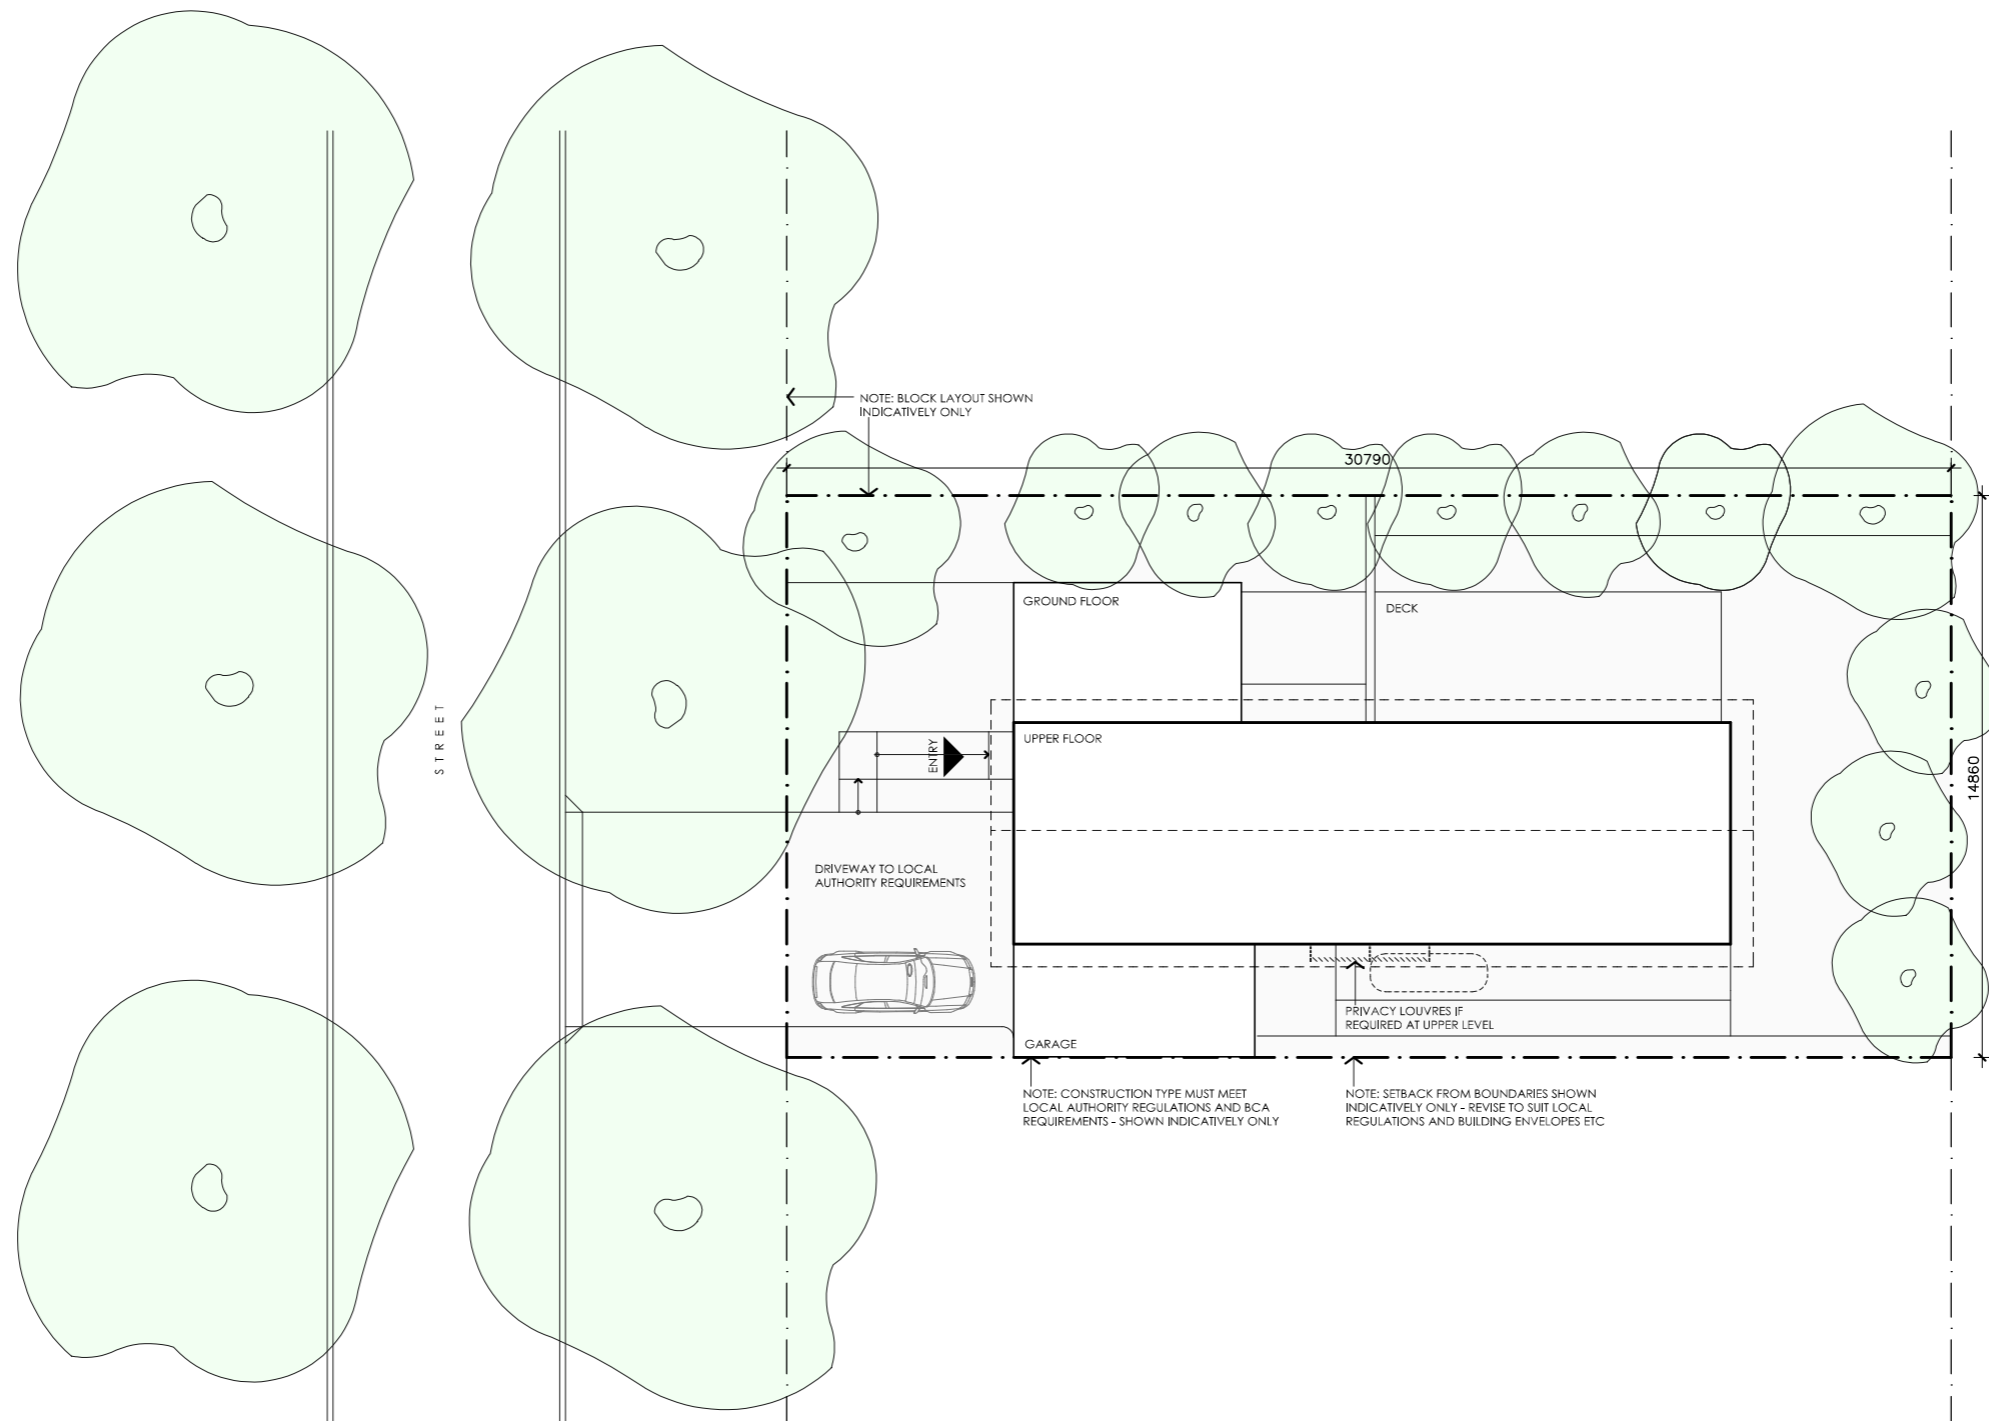 NOTE: BLOCK LAYOUT SHOWN
INDICATIVELY ONLY
30790
GROUND FLOOR
DECK
STREET
UPPER FLOOR
ENTRY
14860
DRIVEWAY TO LOCAL
AUTHORITY REQUIREMENTS
PRIVACY LOUVRES IF
REQUIRED AT UPPER LEVEL
GARAGE
NOTE: CONSTRUCTION TYPE MUST MEET
LOCAL AUTHORITY REGULATIONS AND BCA
REQUIREMENTS - SHOWN INDICATIVELY ONLY
NOTE: SETBACK FROM BOUNDARIES SHOWN
INDICATIVELY ONLY - REVISE TO SUIT LOCAL
REGULATIONS AND BUILDING ENVELOPES ETC